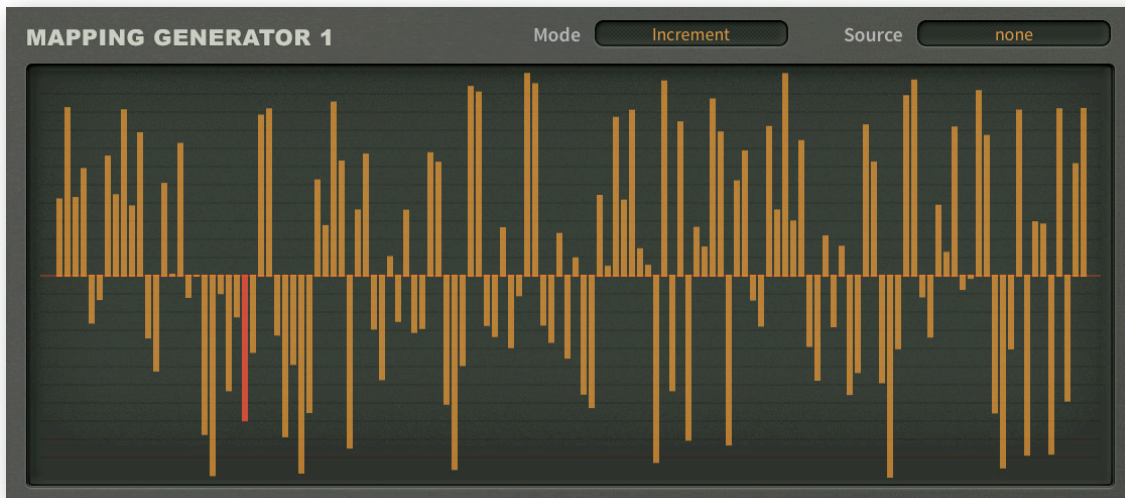 MAPPING GENERATOR 1
Mode
Increment
Source
none